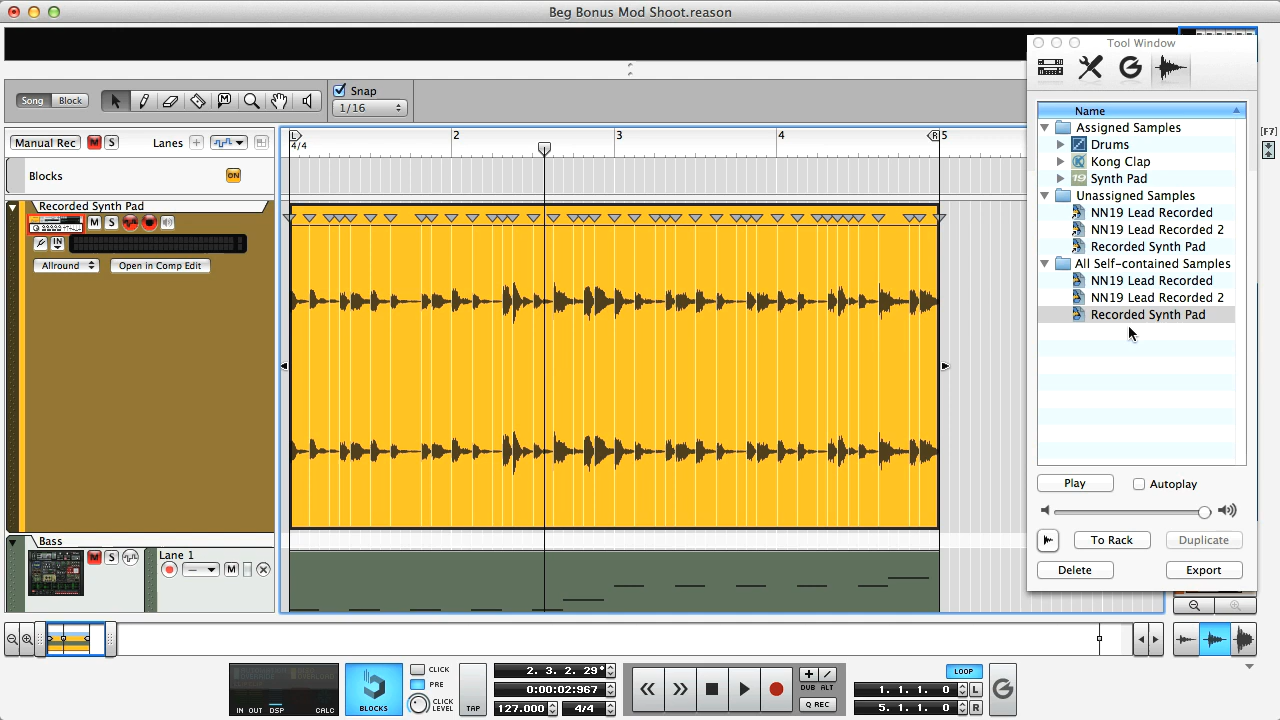 Beg Bonus Mod Shoot.reason
Tool Window
Song
Block
Snap
1/16
Name
Assigned Samples
Drums
Kong Clap
19 Synth Pad
Unassigned Samples
NN19 Lead Recorded
NN19 Lead Recorded 2
Recorded Synth Pad
All Self-contained Samples
NN19 Lead Recorded
NN19 Lead Recorded 2
Recorded Synth Pad
[F7]
Manual Rec
M
S
Lanes
L
4/4
2
3
4
R
5
Blocks
ON
Recorded Synth Pad
M
S
IN
Allround
Open in Comp Edit
Play
Autoplay
To Rack
Duplicate
Delete
Export
Bass
M
S
Lane 1
M
IN OUT DSP CALC
BLOCKS
CLICK
PRE
CLICK
LEVEL
TAP
2. 3. 2. 29*
0:00:02:967
127.000
4/4
DUB ALT
Q REC
LOOP
1. 1. 1. 0
L
5. 1. 1. 0
R